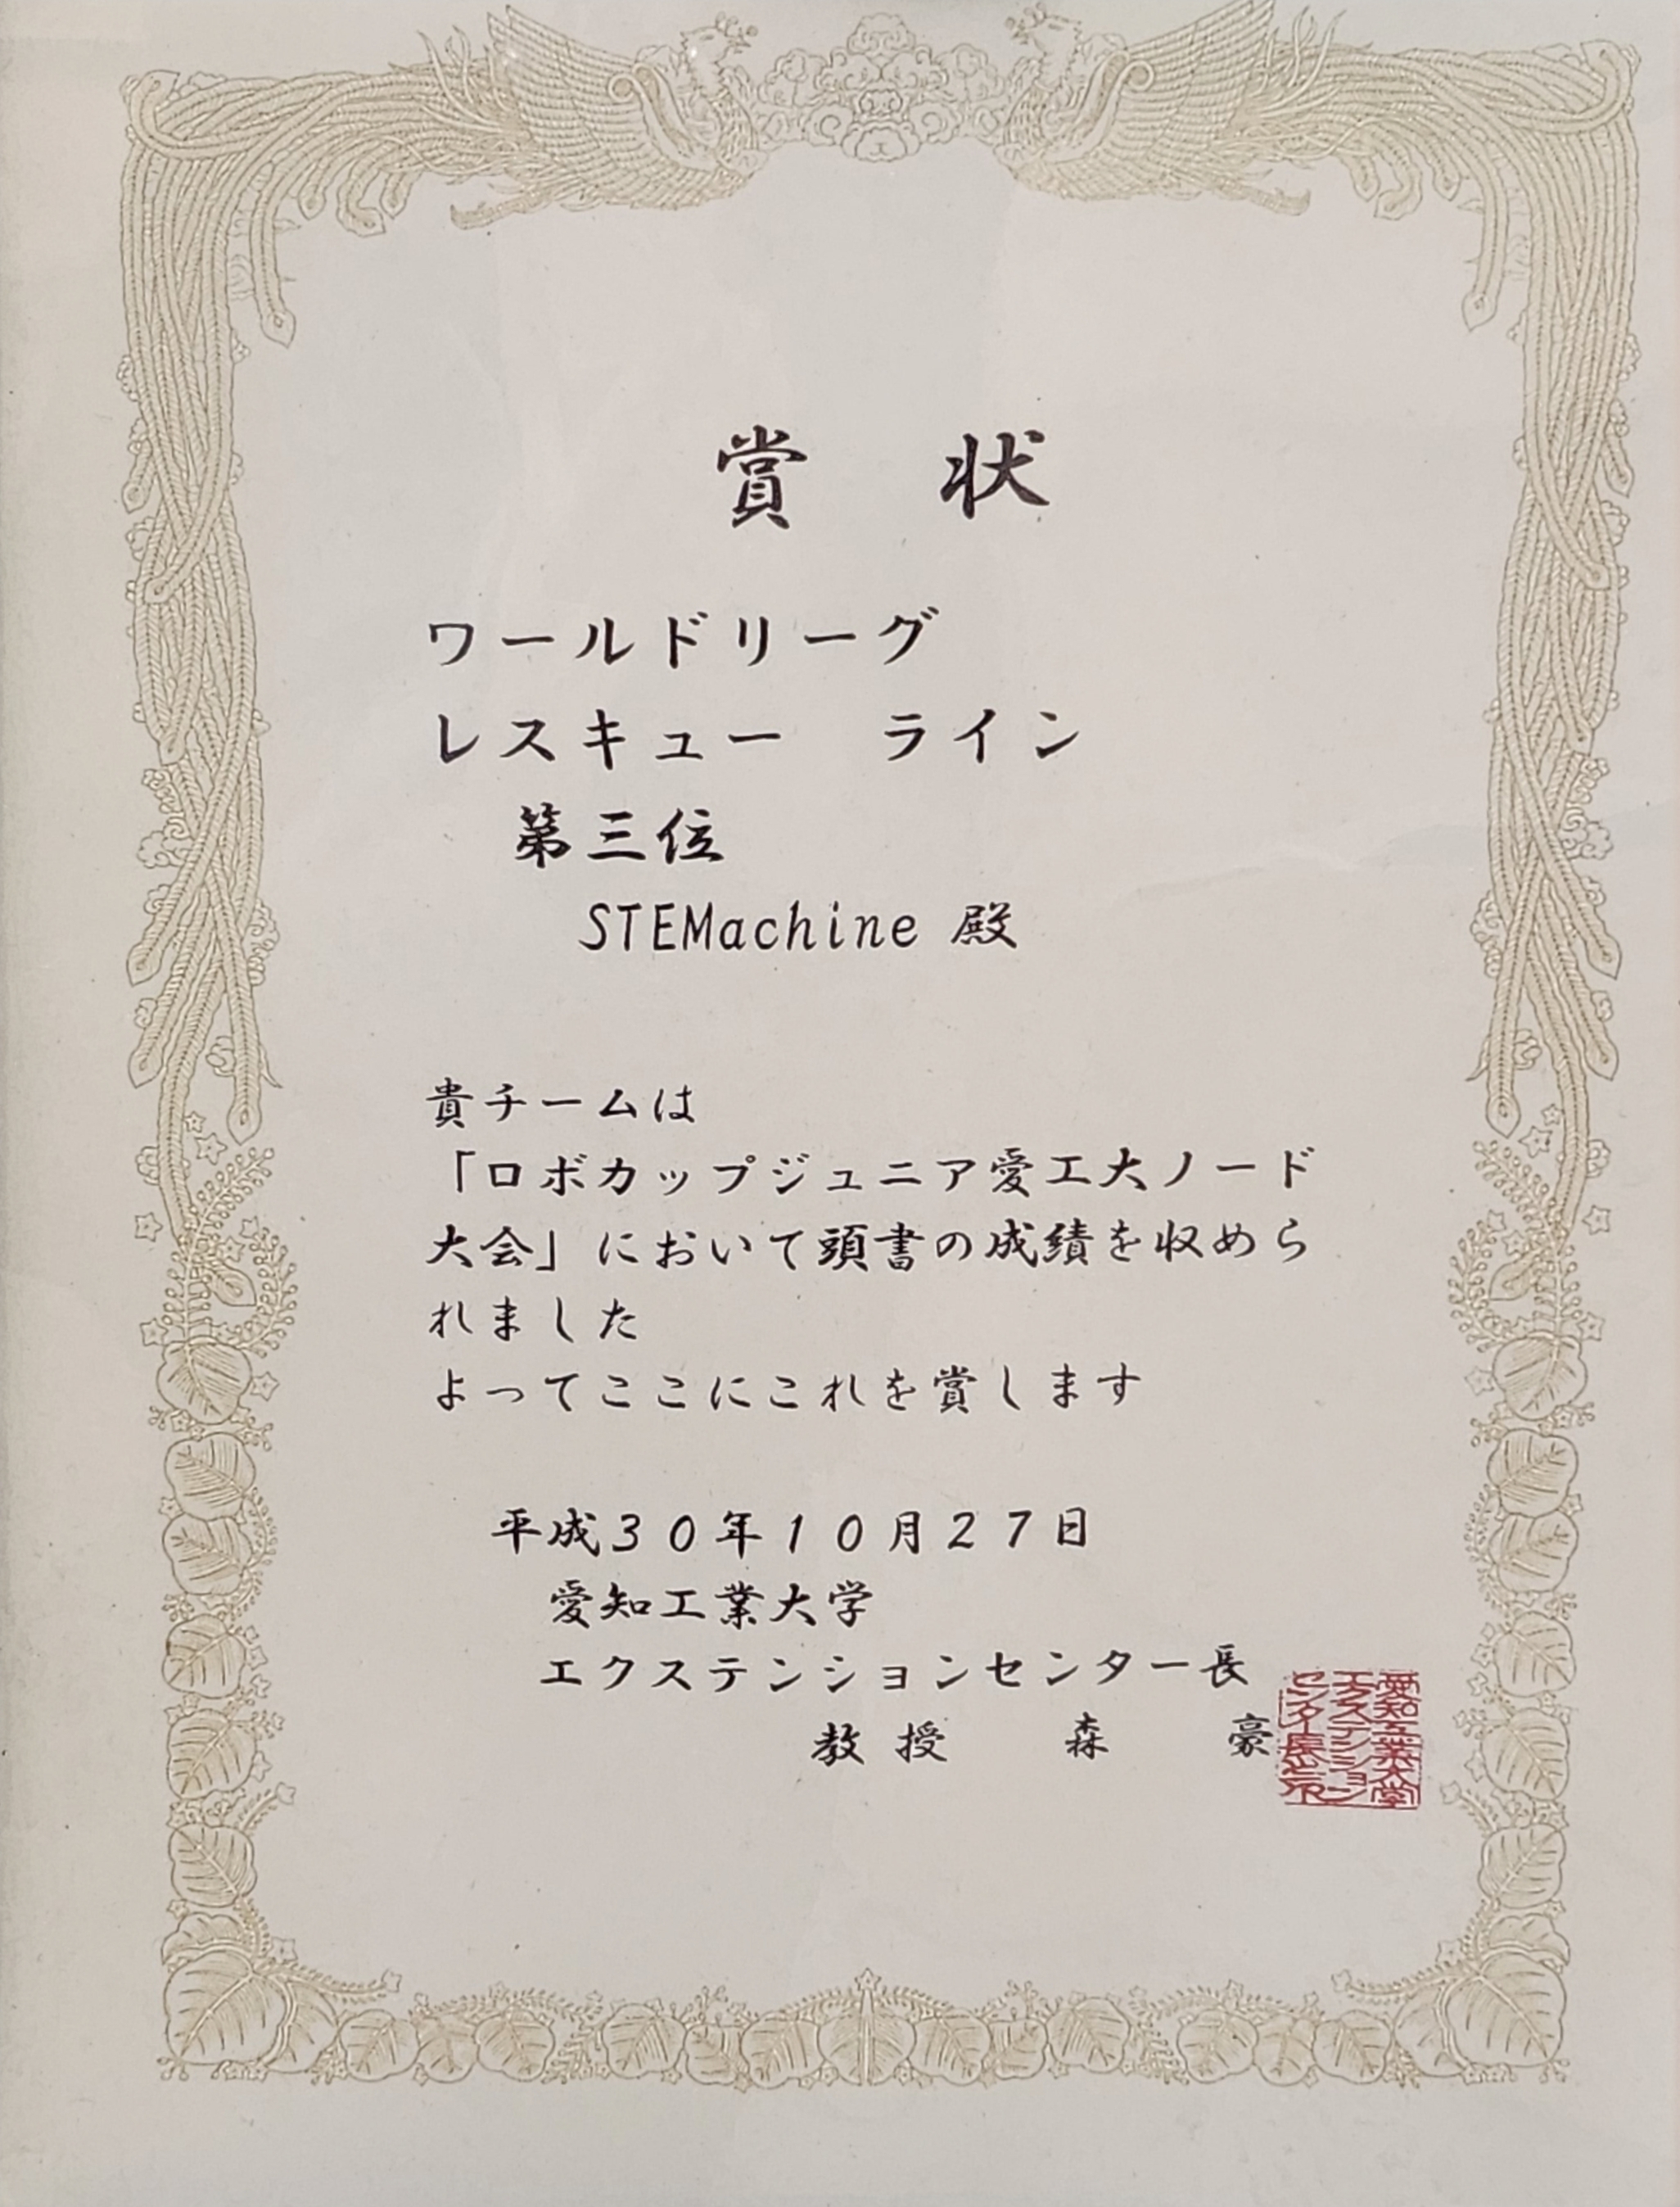 賞 状
ワールドリーグ
レスキュー ライン
第三位
STEMachine 殿
貴チームは
「ロボカップジュニア愛工大ノード
大会」において頭書の成績を収めら
れました
よってここにこれを賞します
平成30年10月27日
愛知工業大学
エクステンションセンター長
教授 森 豪
愛知工業大学
エクステンション
センター長之印